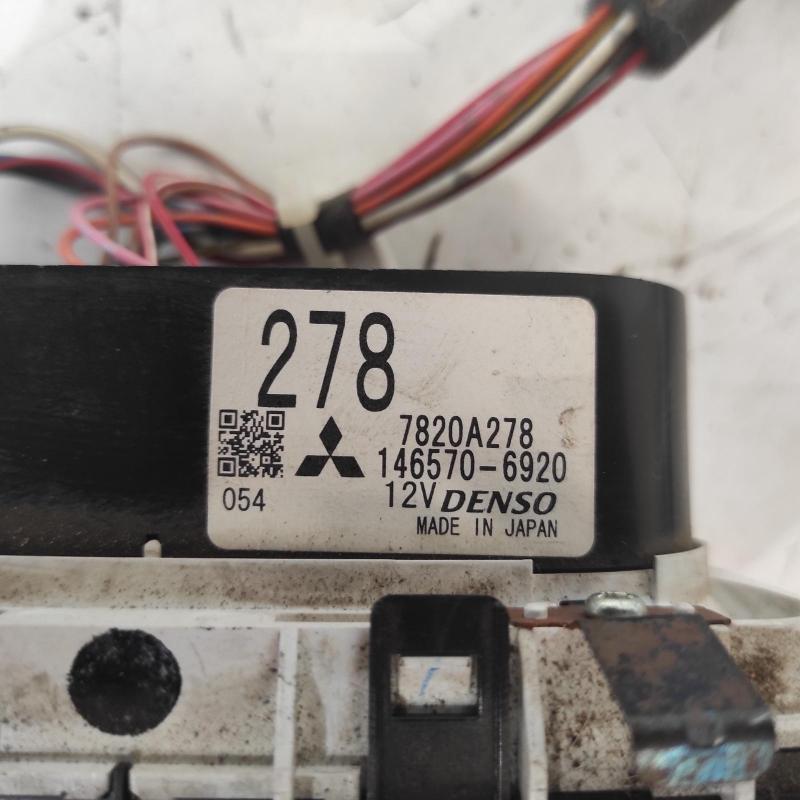 278
7820A278
146570-6920
054
12V DENSO
MADE IN JAPAN